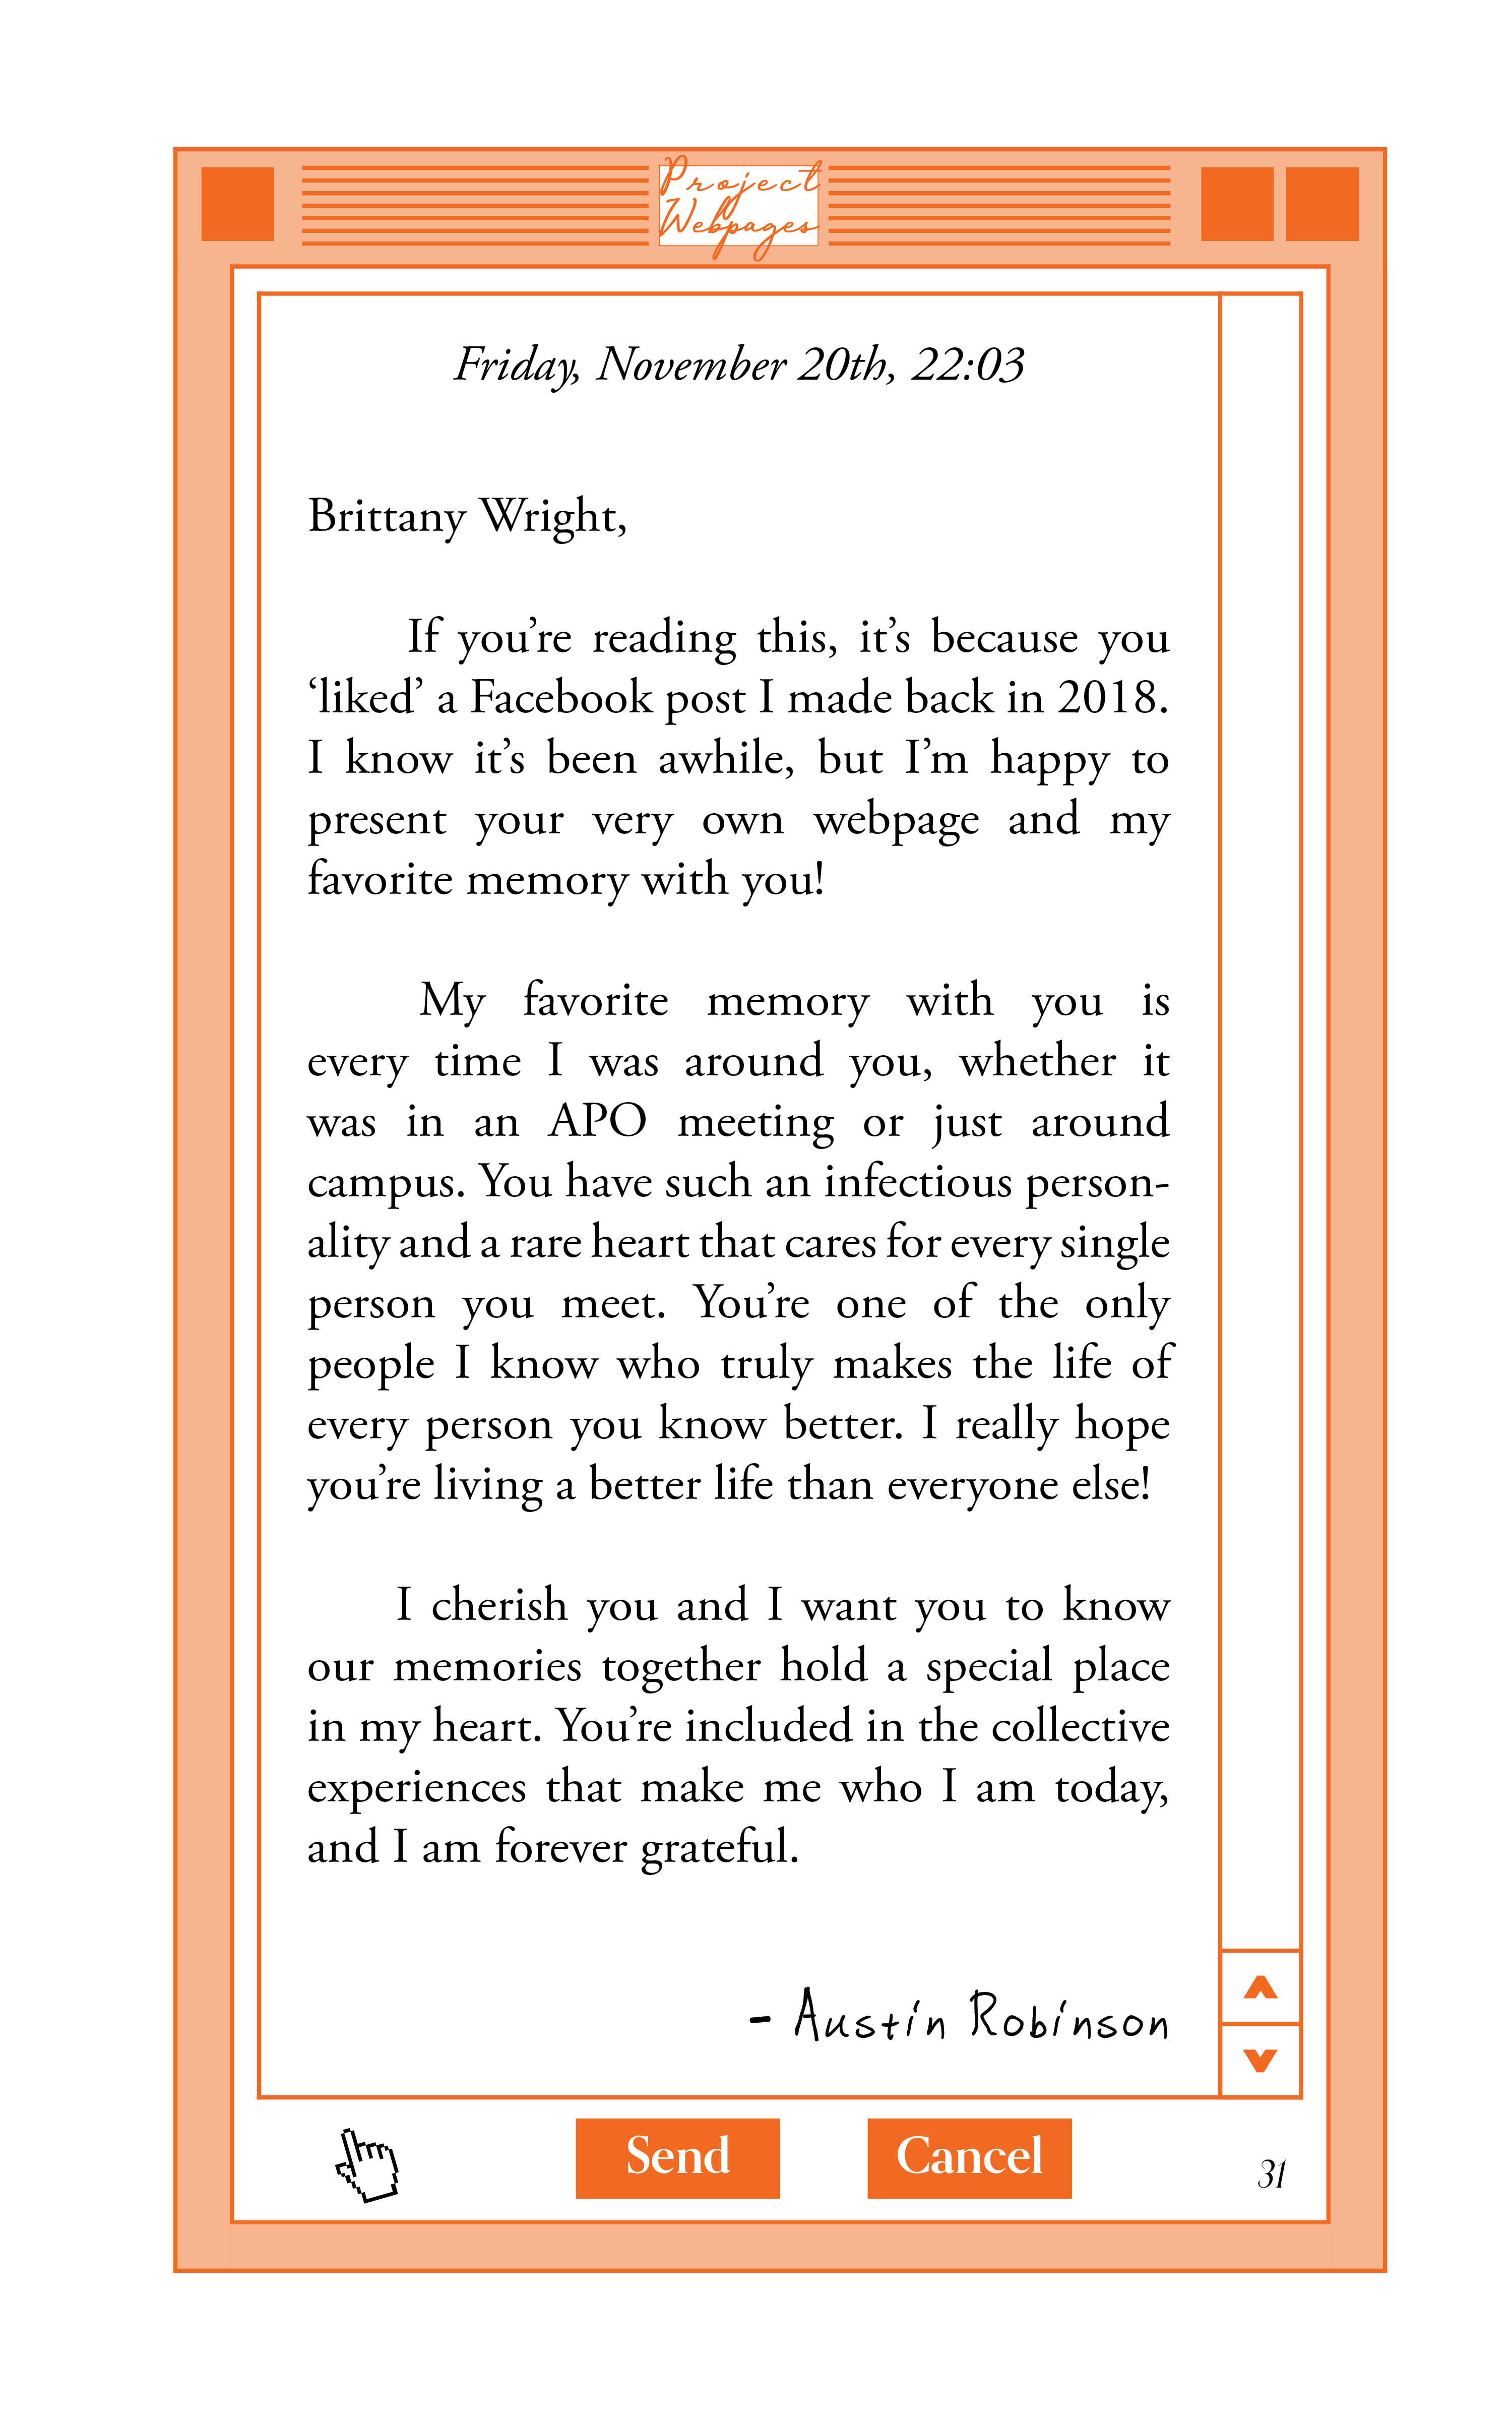 Project
Webpages
Friday, November 20th, 22:03
Brittany Wright,
If you’re reading this, it’s because you
‘liked’ a Facebook post I made back in 2018.
I know it’s been awhile, but I’m happy to
present your very own webpage and my
favorite memory with you!
My favorite memory with you is
every time I was around you, whether it
was in an APO meeting or just around
campus. You have such an infectious person-
ality and a rare heart that cares for every single
person you meet. You’re one of the only
people I know who truly makes the life of
every person you know better. I really hope
you’re living a better life than everyone else!
I cherish you and I want you to know
our memories together hold a special place
in my heart. You’re included in the collective
experiences that make me who I am today,
and I am forever grateful.
- Austin Robinson
Send Cancel
31